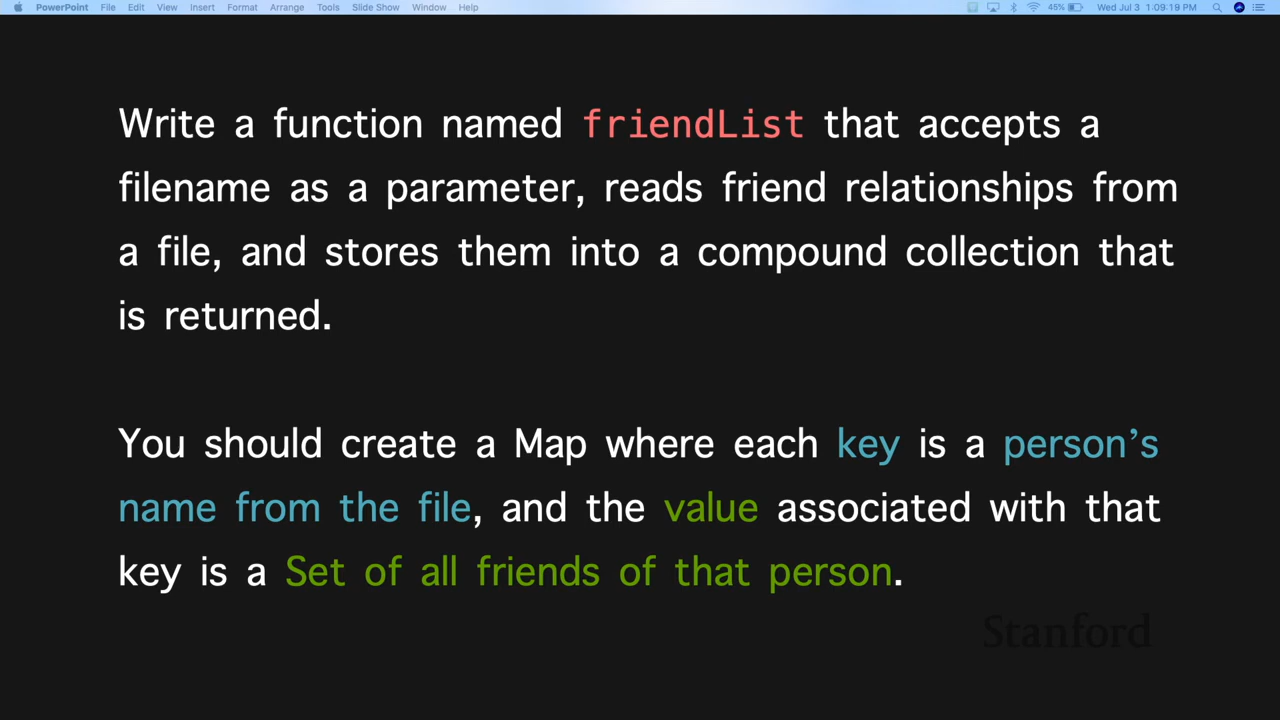 PowerPoint File Edit View Insert Format Arrange Tools Slide Show Window Help 45% Wed Jul 3 1:09:19 PM
Write a function named friendList that accepts a
filename as a parameter, reads friend relationships from
a file, and stores them into a compound collection that
is returned.
You should create a Map where each key is a person’s
name from the file, and the value associated with that
key is a Set of all friends of that person.
Stanford